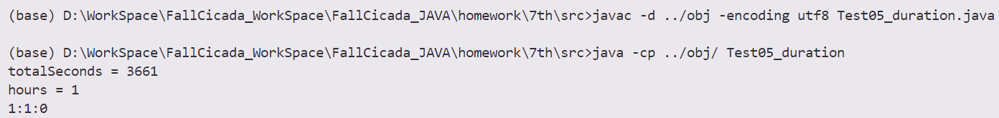 (base) D:\WorkSpace\FallCicada_WorkSpace\FallCicada_JAVA\homework\7th\src>javac -d ../obj -encoding utf8 Test05_duration.java
(base) D:\WorkSpace\FallCicada_WorkSpace\FallCicada_JAVA\homework\7th\src>java -cp ../obj/ Test05_duration
totalSeconds = 3661
hours = 1
1:1:0